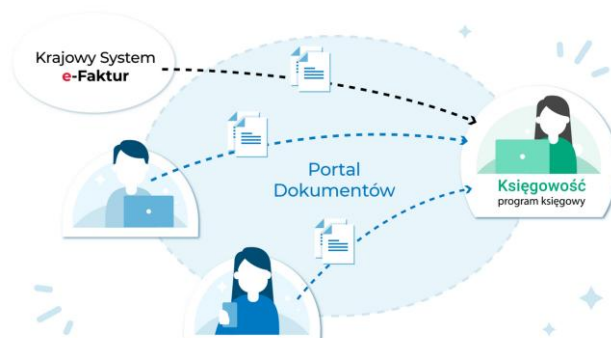 Krajowy System
e-Faktur
Portal
Dokumentów
Księgowość
program księgowy